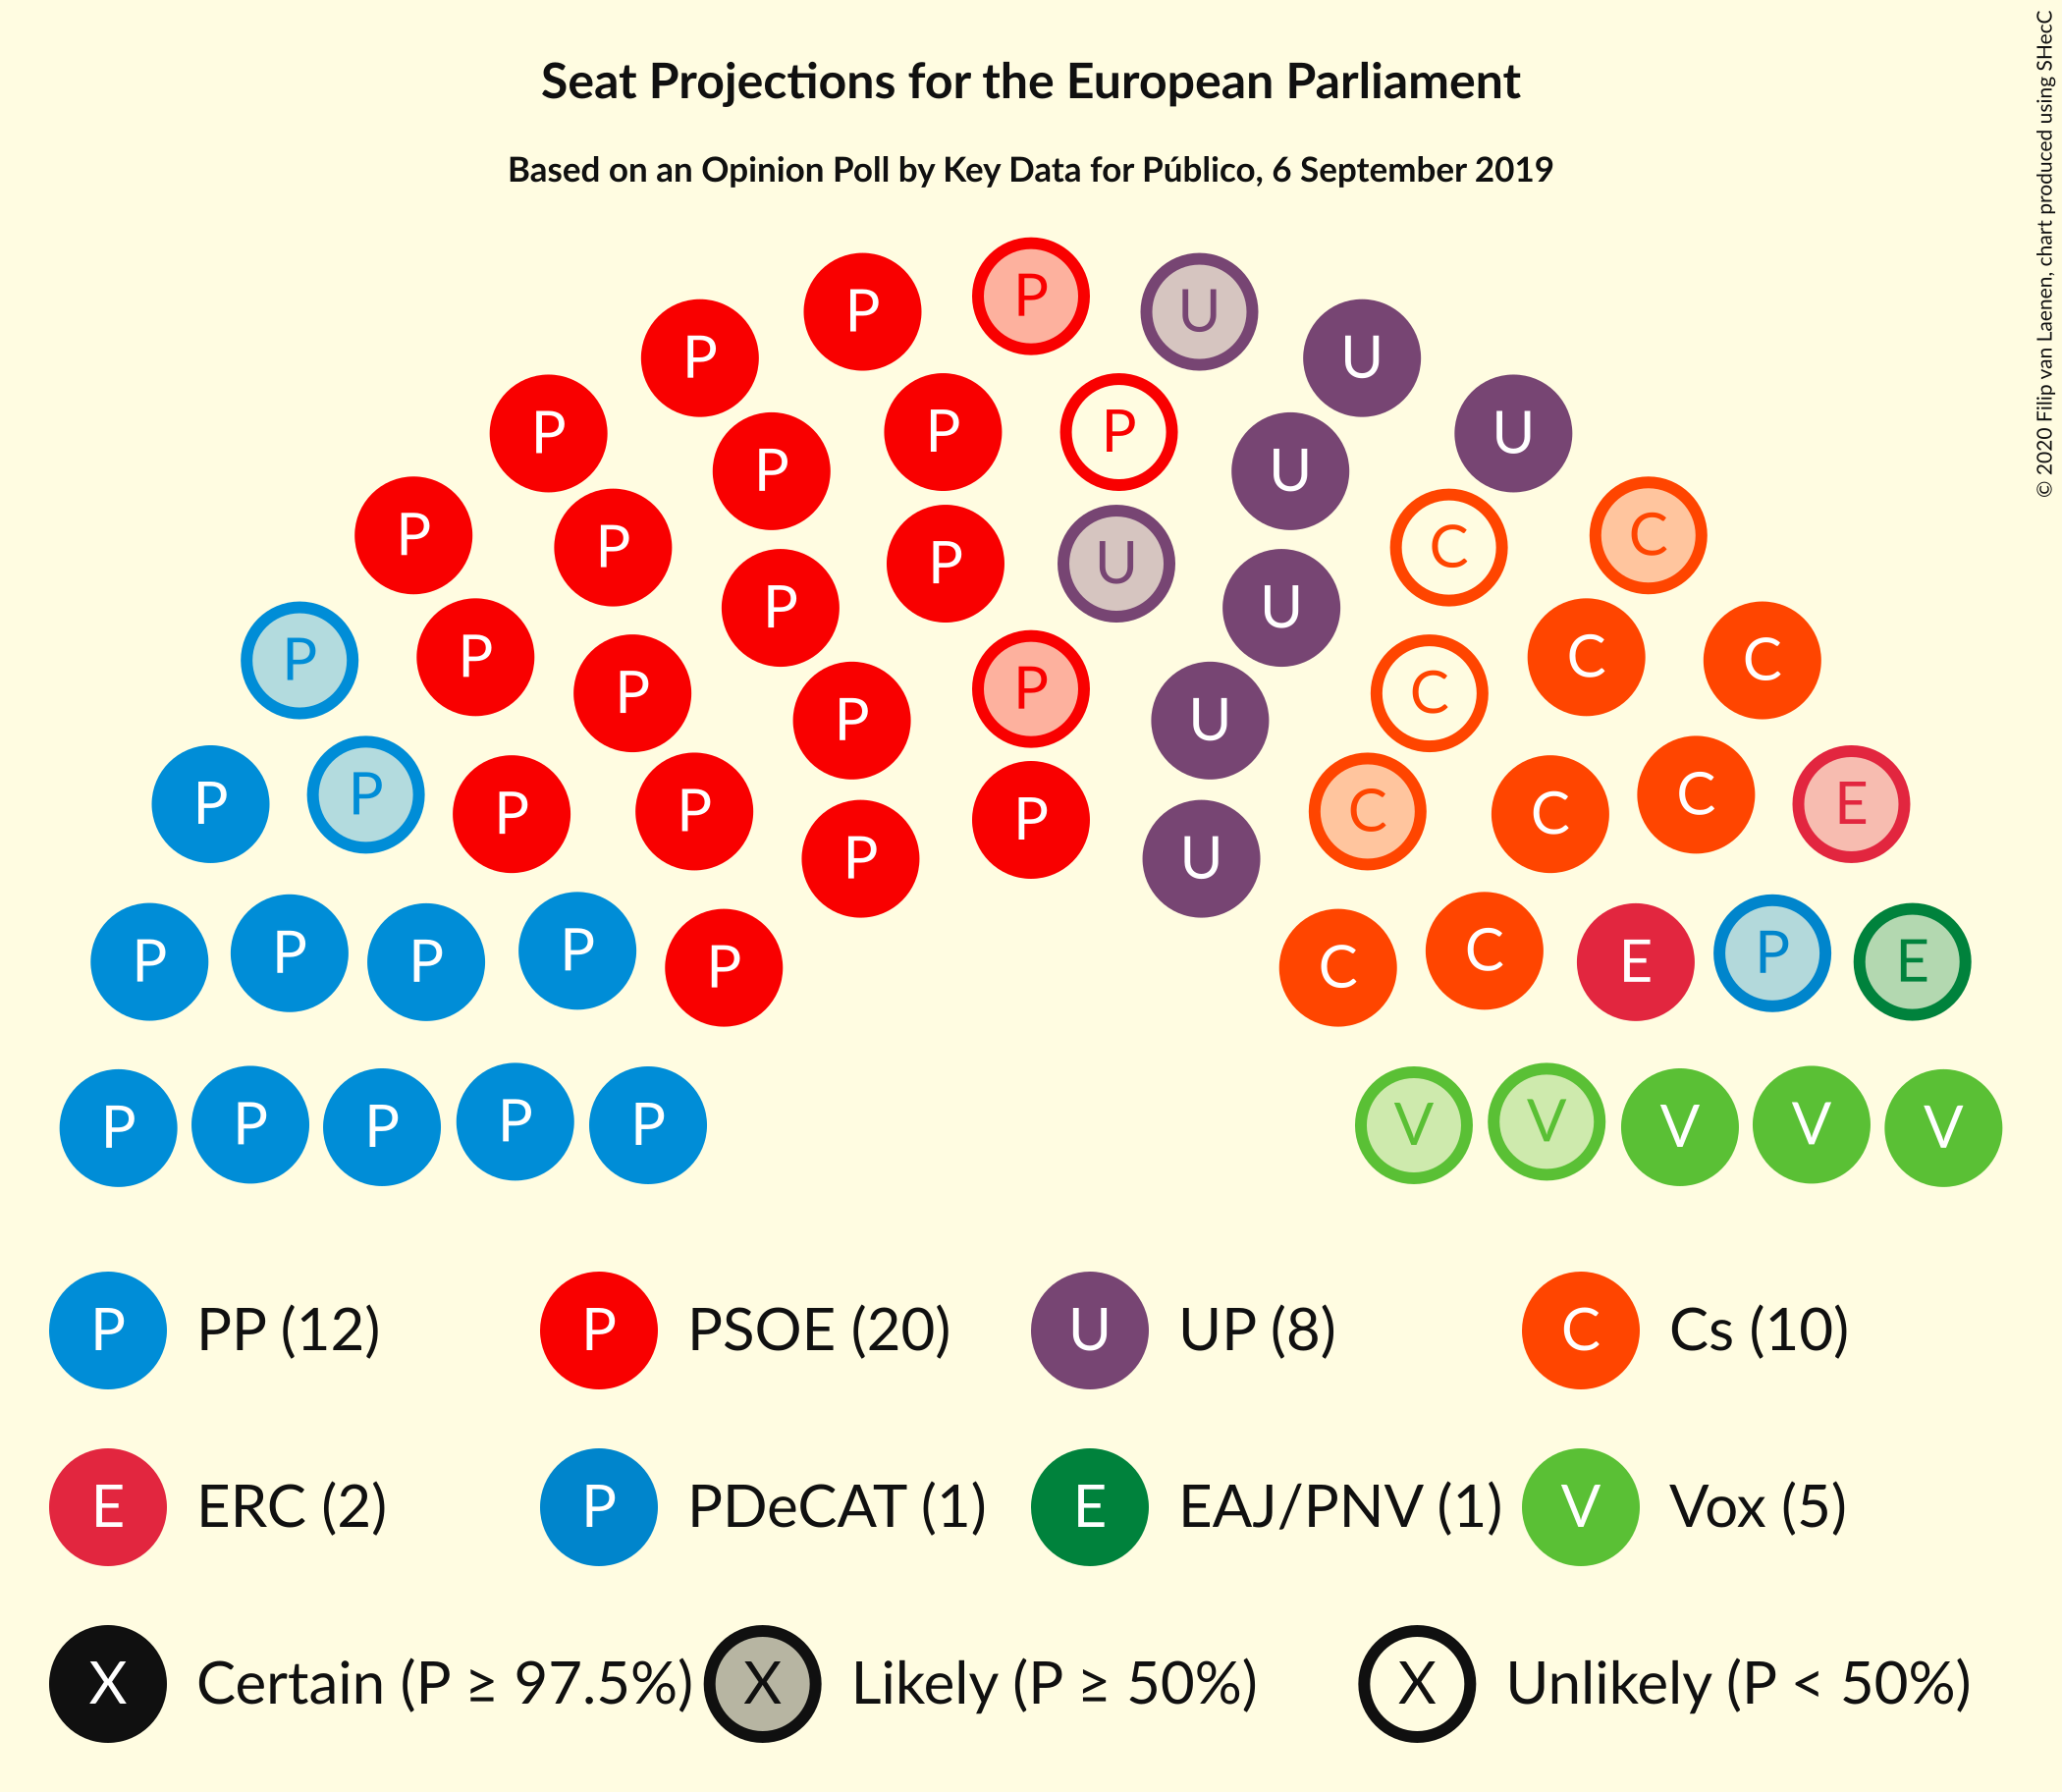 Seat Projections for the European Parliament
Based on an Opinion Poll by Key Data for Público, 6 September 2019
© 2020 Filip van Laenen, chart produced using SHecC
P U
P U
P U
P P P U
P U C C
P P U
P P U C C
P P P U C
P P P C C
P P P P C C E
P P U
P P P P P C C E P E
P P P P P V V V V V
P PP (12) P PSOE (20) U UP (8) C Cs (10)
E ERC (2) P PDeCAT (1) E EAJ/PNV (1) V Vox (5)
X Certain (P ≥ 97.5%) X Likely (P ≥ 50%) X Unlikely (P < 50%)